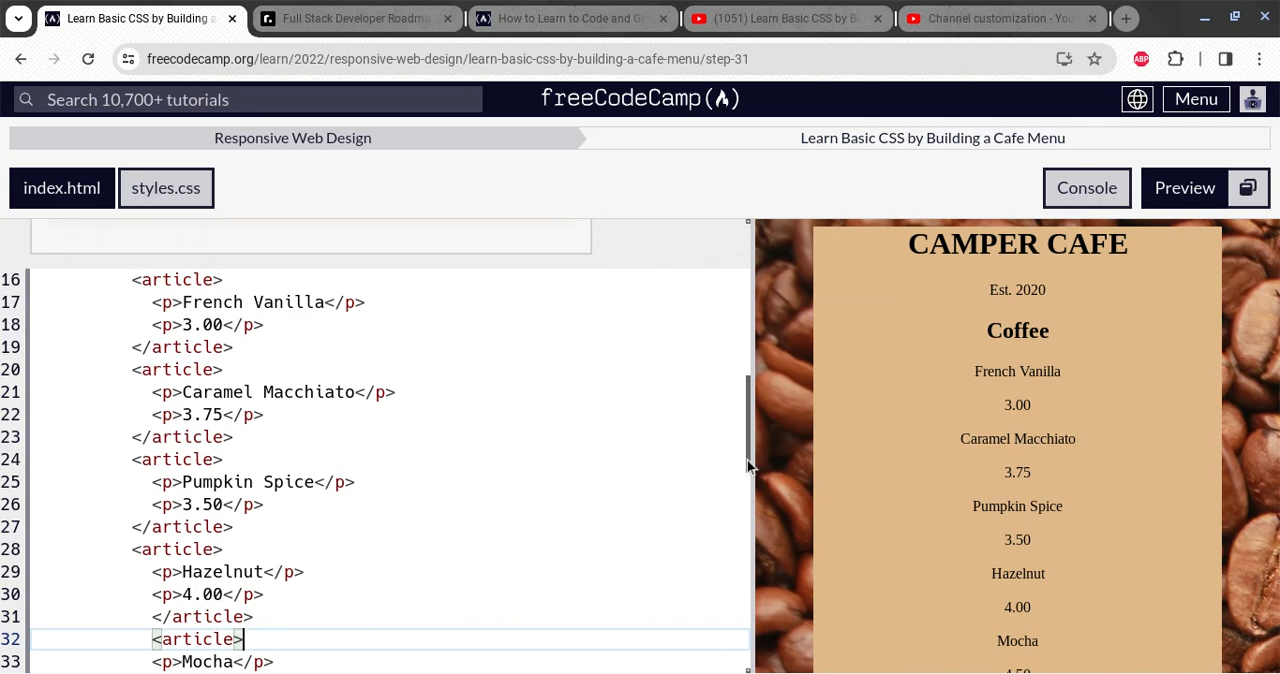 Learn Basic CSS by Building a
Full Stack Developer Roadma
How to Learn to Code and Ge
(1051) Learn Basic CSS by Bu
Channel customization - You
freecodecamp.org/learn/2022/responsive-web-design/learn-basic-css-by-building-a-cafe-menu/step-31
ABP
Search 10,700+ tutorials
freeCodeCamp
Menu
Responsive Web Design
Learn Basic CSS by Building a Cafe Menu
index.html
styles.css
Console
Preview
16 <article>
17 <p>French Vanilla</p>
18 <p>3.00</p>
19 </article>
20 <article>
21 <p>Caramel Macchiato</p>
22 <p>3.75</p>
23 </article>
24 <article>
25 <p>Pumpkin Spice</p>
26 <p>3.50</p>
27 </article>
28 <article>
29 <p>Hazelnut</p>
30 <p>4.00</p>
31 </article>
32 <article>
33 <p>Mocha</p>
CAMPER CAFE
Est. 2020
Coffee
French Vanilla
3.00
Caramel Macchiato
3.75
Pumpkin Spice
3.50
Hazelnut
4.00
Mocha